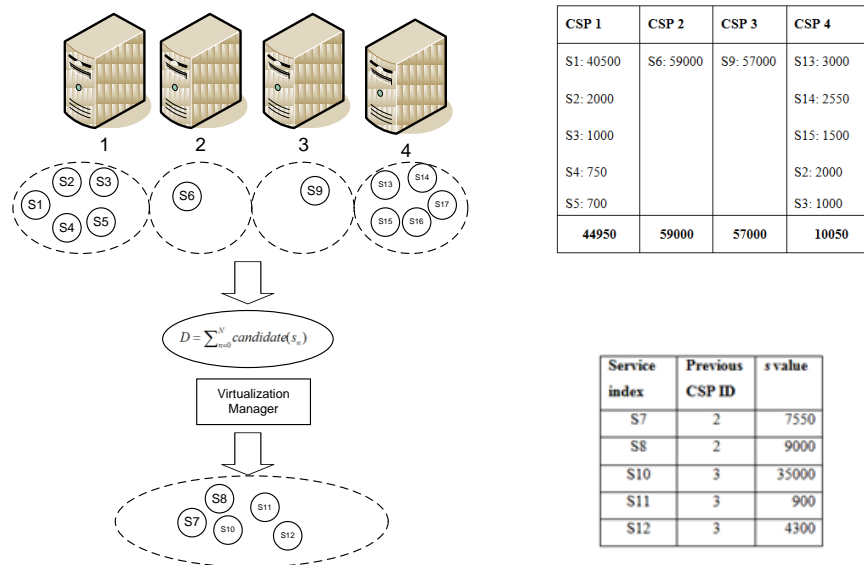 1 2 3 4
S1 S2 S3 S4 S5
S6
S9
S13 S14 S17 S15 S16
D = ∑_{n=0}^{N} candidate(s_n)
Virtualization
Manager
S8 S11
S7 S10 S12
CSP 1 CSP 2 CSP 3 CSP 4
S1: 40500 S6: 59000 S9: 57000 S13: 3000
S2: 2000 S14: 2550
S3: 1000 S15: 1500
S4: 750 S2: 2000
S5: 700 S3: 1000
44950 59000 57000 10050
Service Previous s value
index CSP ID
S7 2 7550
S8 2 9000
S10 3 35000
S11 3 900
S12 3 4300